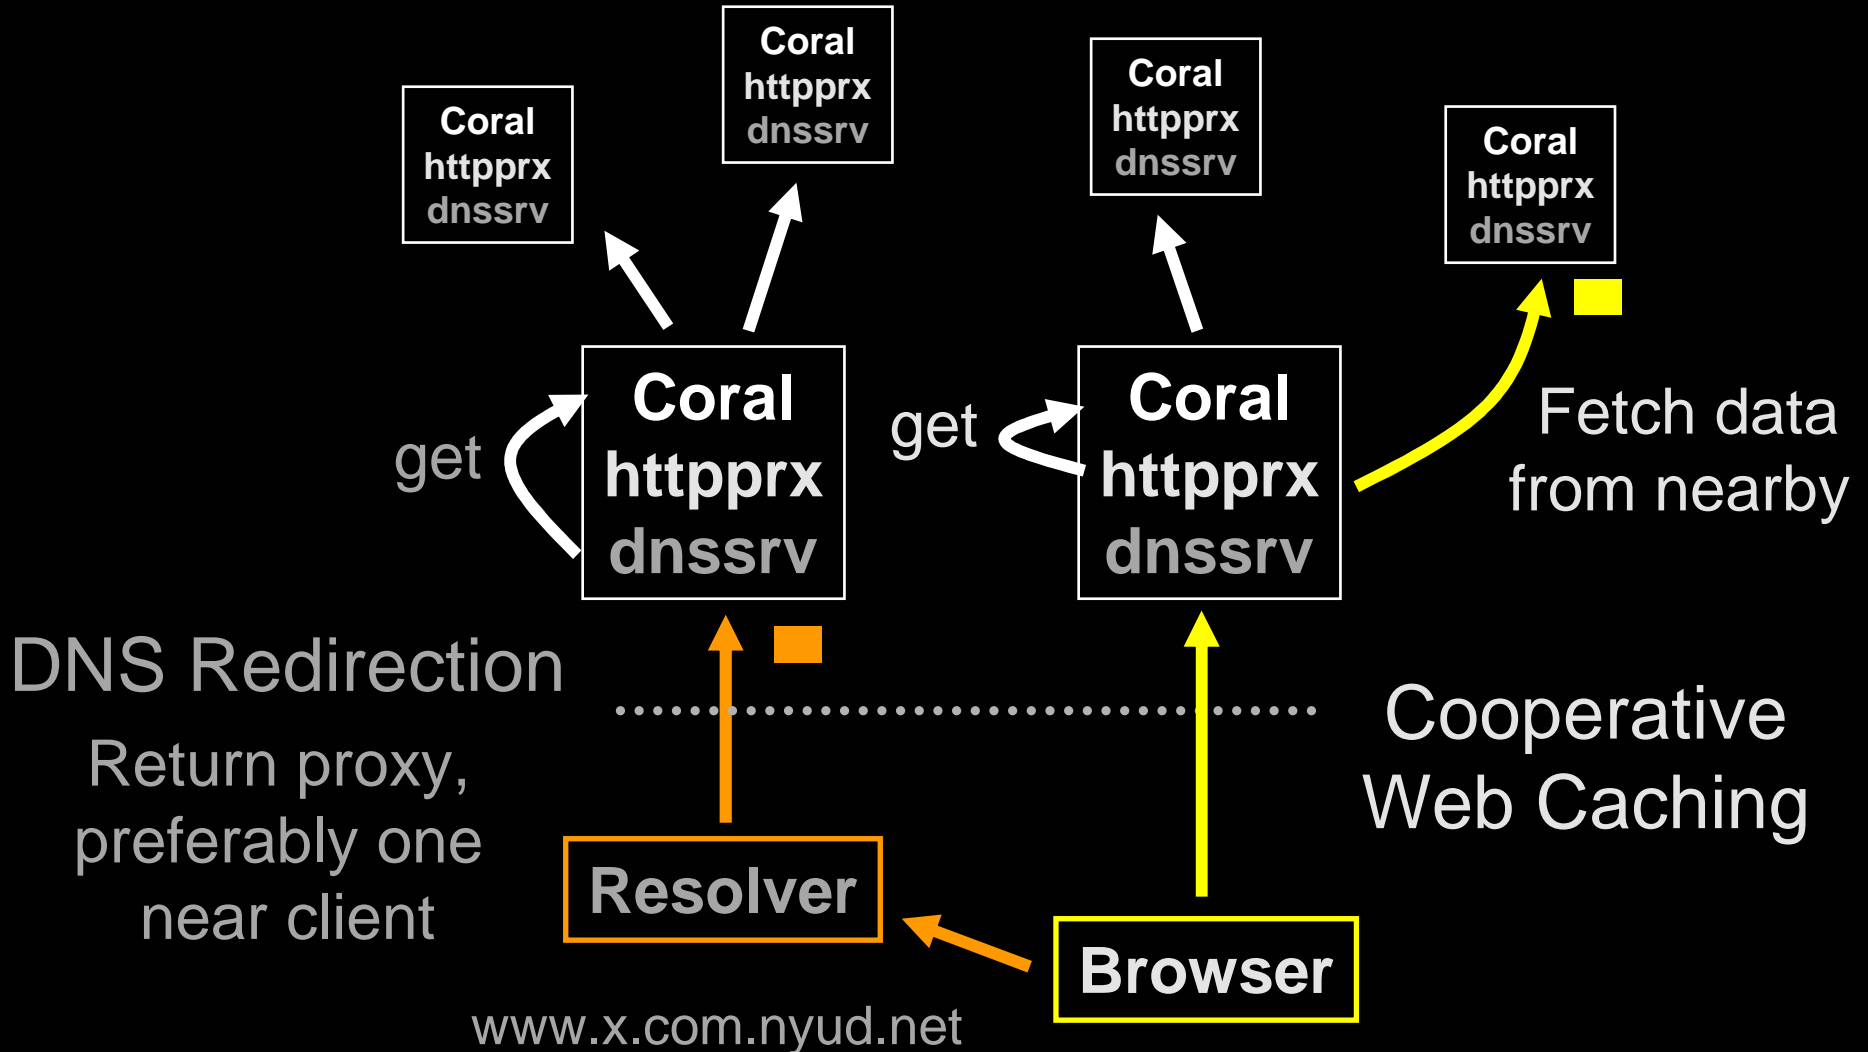 Coral
httpprx
dnssrv
Coral
httpprx
dnssrv
Coral
httpprx
dnssrv
Coral
httpprx
dnssrv
get
Coral
httpprx
dnssrv
get
Coral
httpprx
dnssrv
Fetch data
from nearby
DNS Redirection
Return proxy,
preferably one
near client
Cooperative
Web Caching
Resolver
Browser
www.x.com.nyud.net